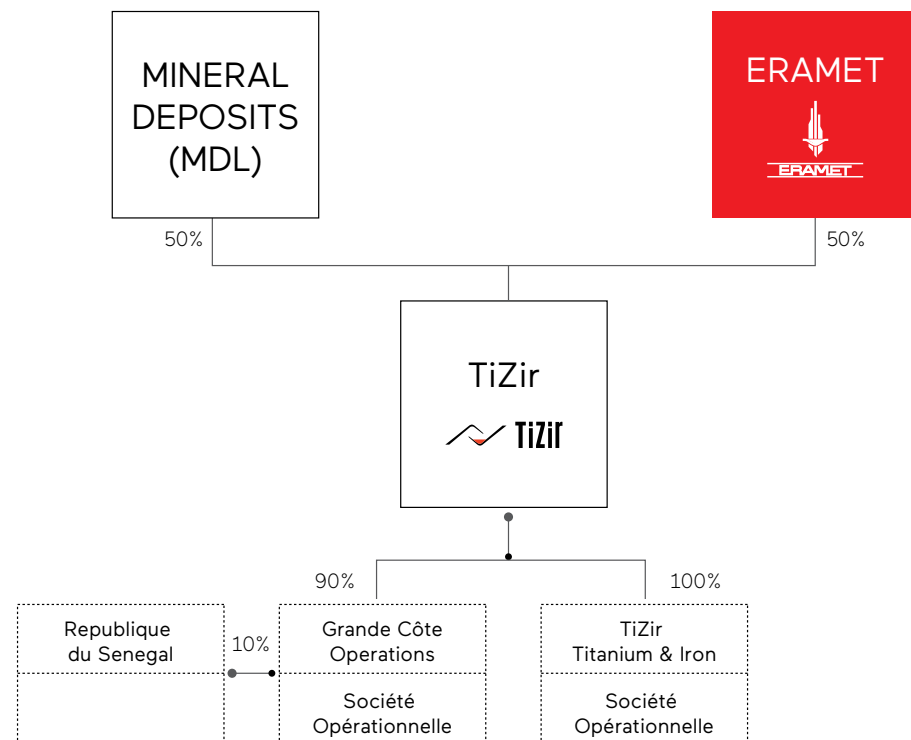 MINERAL
DEPOSITS
(MDL)
ERAMET
ERAMET
50%
50%
TiZir
TiZir
90%
100%
Republique
du Senegal
10%
Grande Côte
Operations
TiZir
Titanium & Iron
Société
Opérationnelle
Société
Opérationnelle